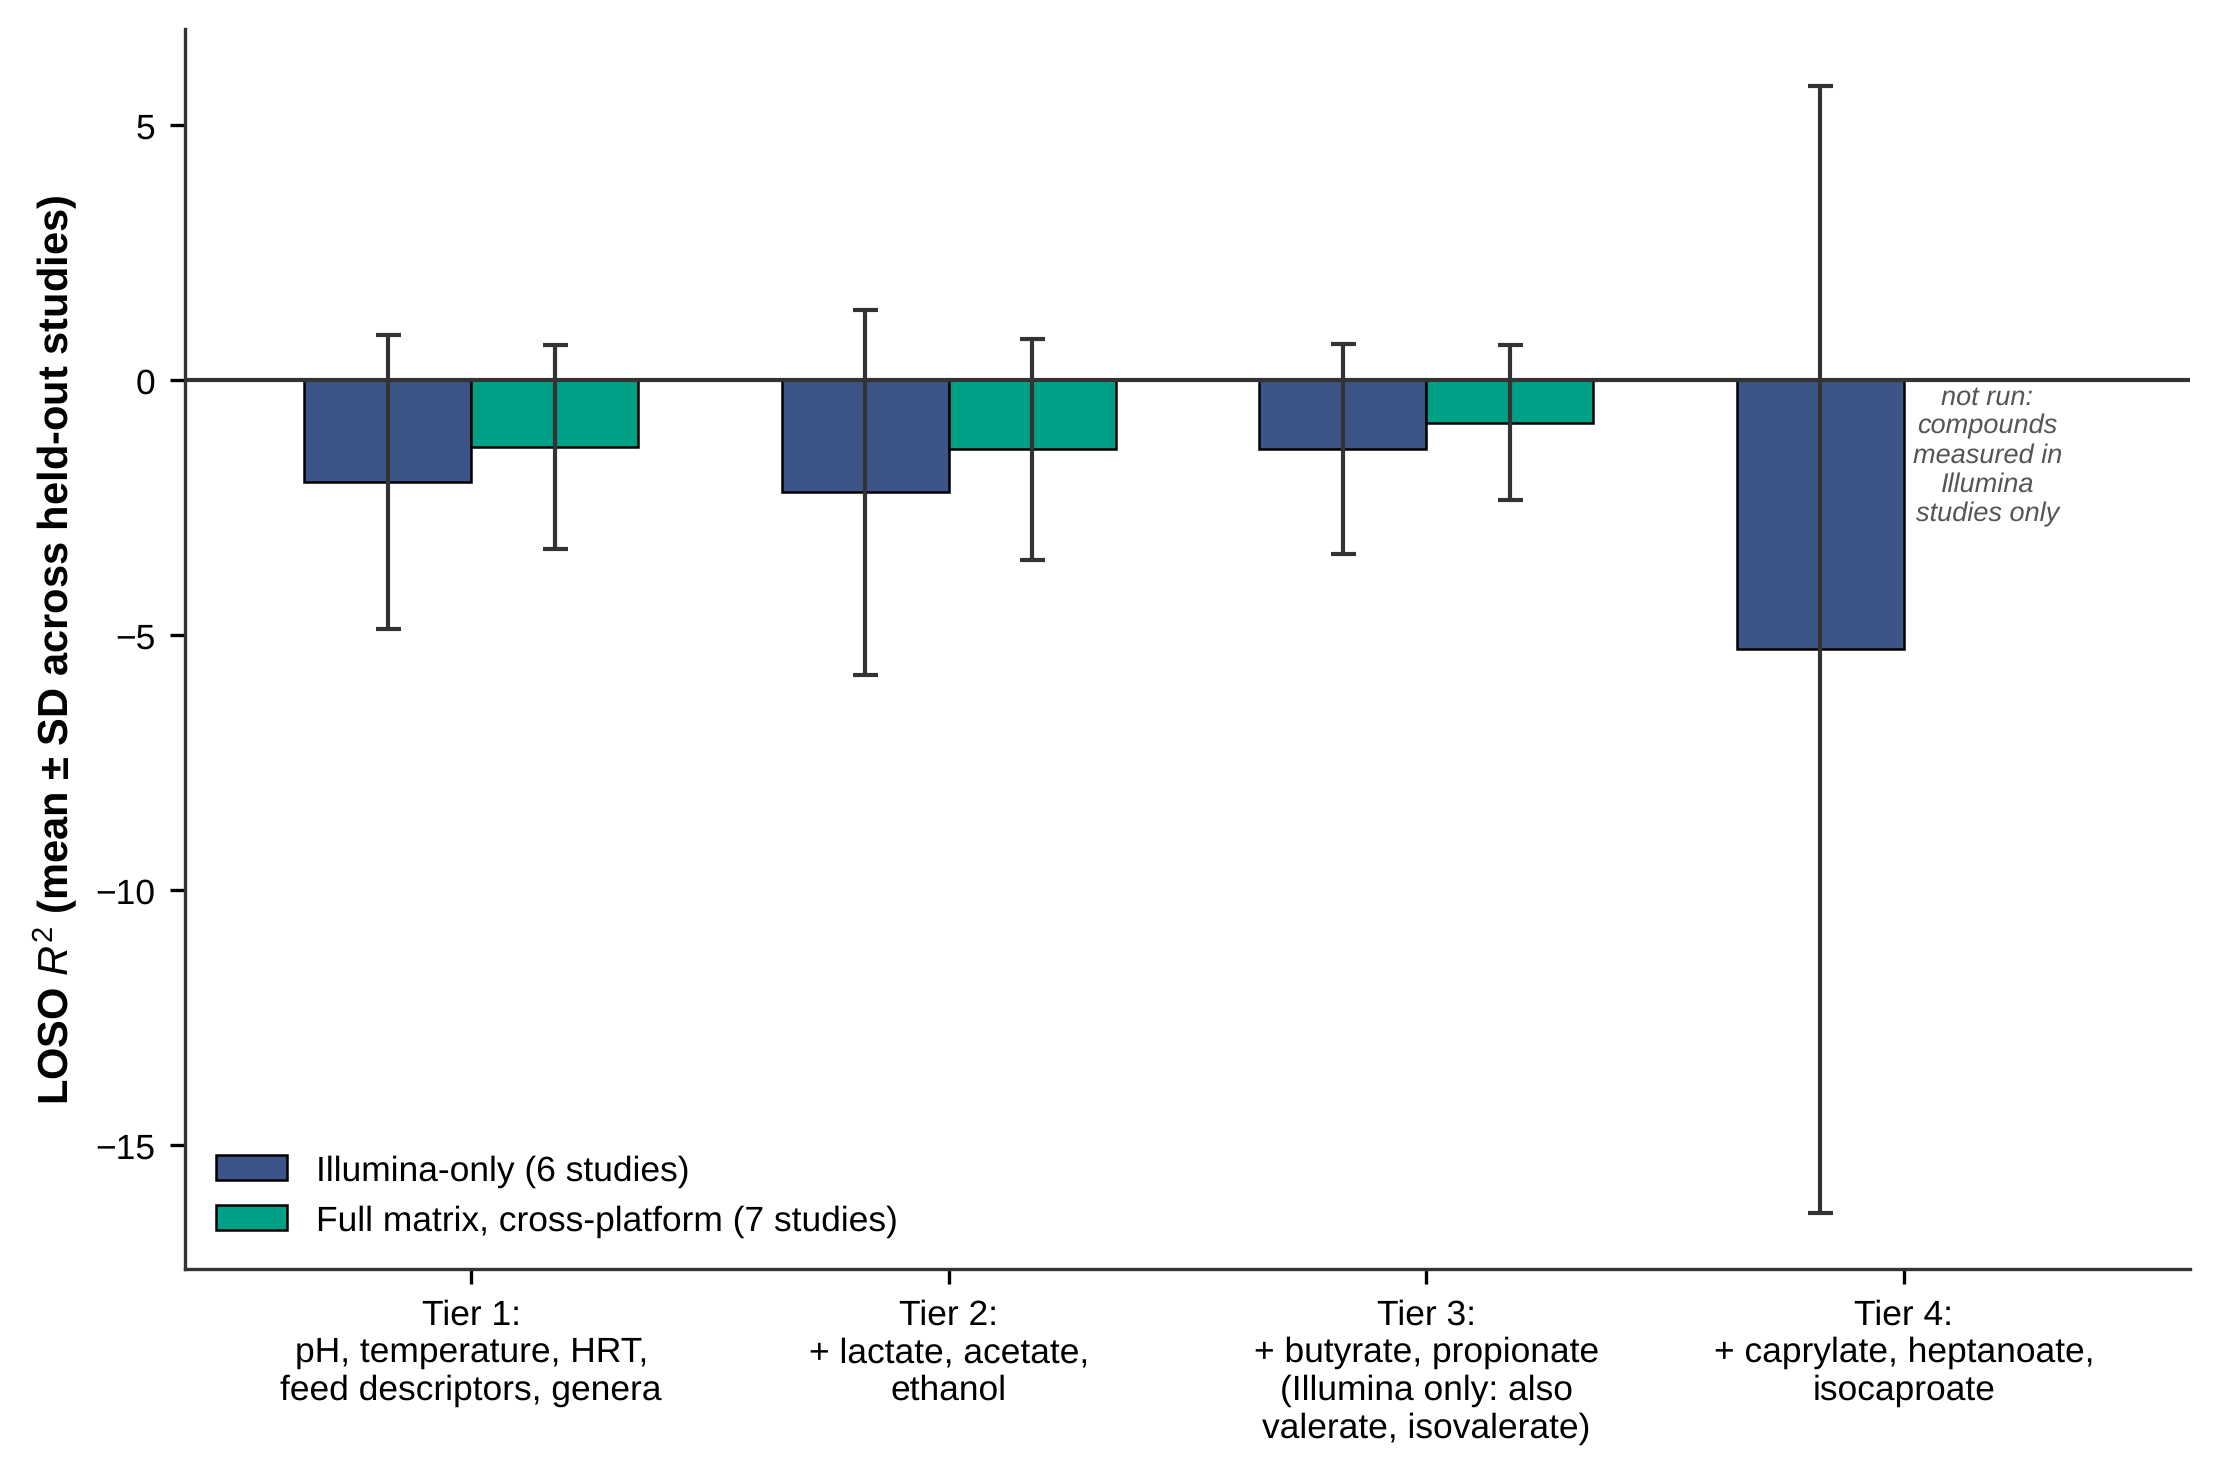 LOSO R² (mean ± SD across held-out studies)
5
0
−5
−10
−15
not run:
compounds
measured in
Illumina
studies only
Illumina-only (6 studies)
Full matrix, cross-platform (7 studies)
Tier 1:
pH, temperature, HRT,
feed descriptors, genera
Tier 2:
+ lactate, acetate,
ethanol
Tier 3:
+ butyrate, propionate
(Illumina only: also
valerate, isovalerate)
Tier 4:
+ caprylate, heptanoate,
isocaproate